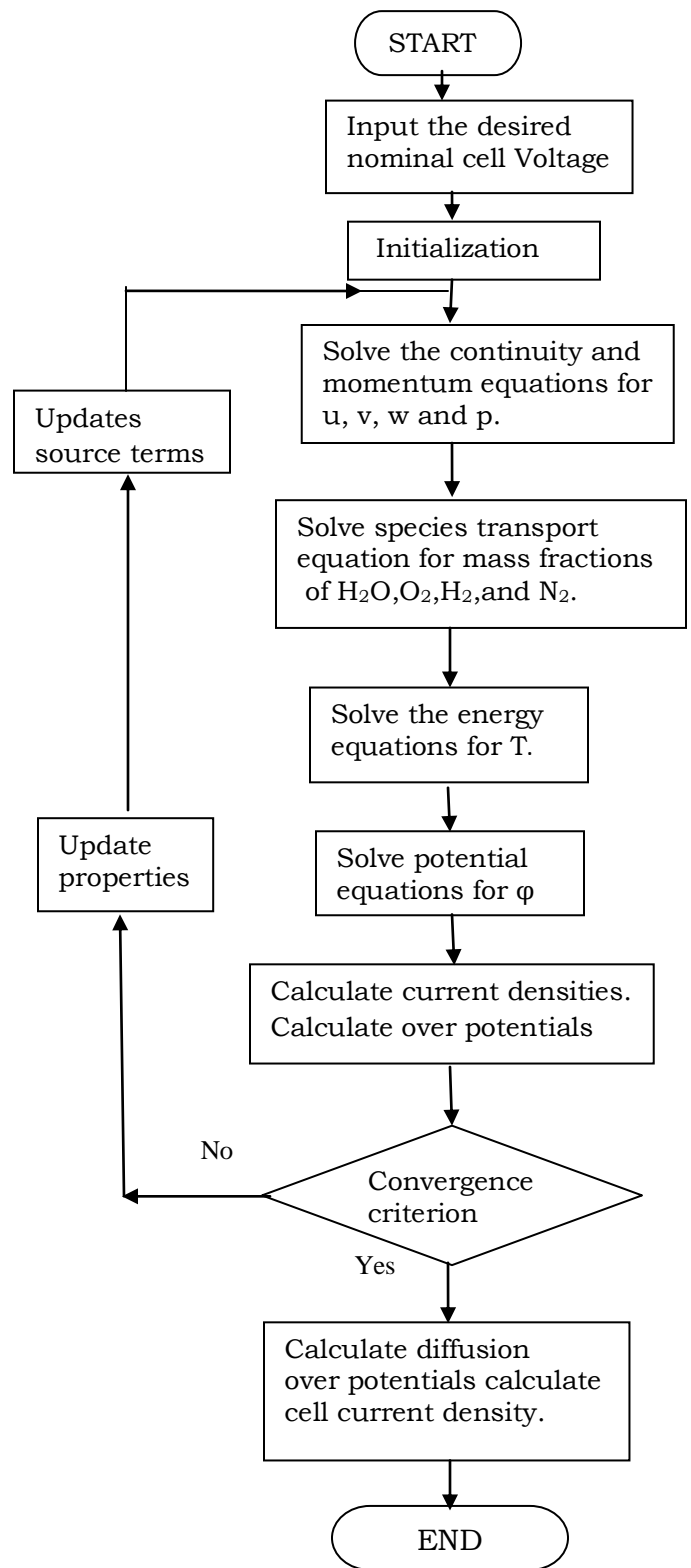 START
Input the desired
nominal cell Voltage
Initialization
Solve the continuity and
momentum equations for
u, v, w and p.
Updates
source terms
Solve species transport
equation for mass fractions
of H₂O,O₂,H₂,and N₂.
Solve the energy
equations for T.
Update
properties
Solve potential
equations for φ
Calculate current densities.
Calculate over potentials
No
Convergence
criterion
Yes
Calculate diffusion
over potentials calculate
cell current density.
END